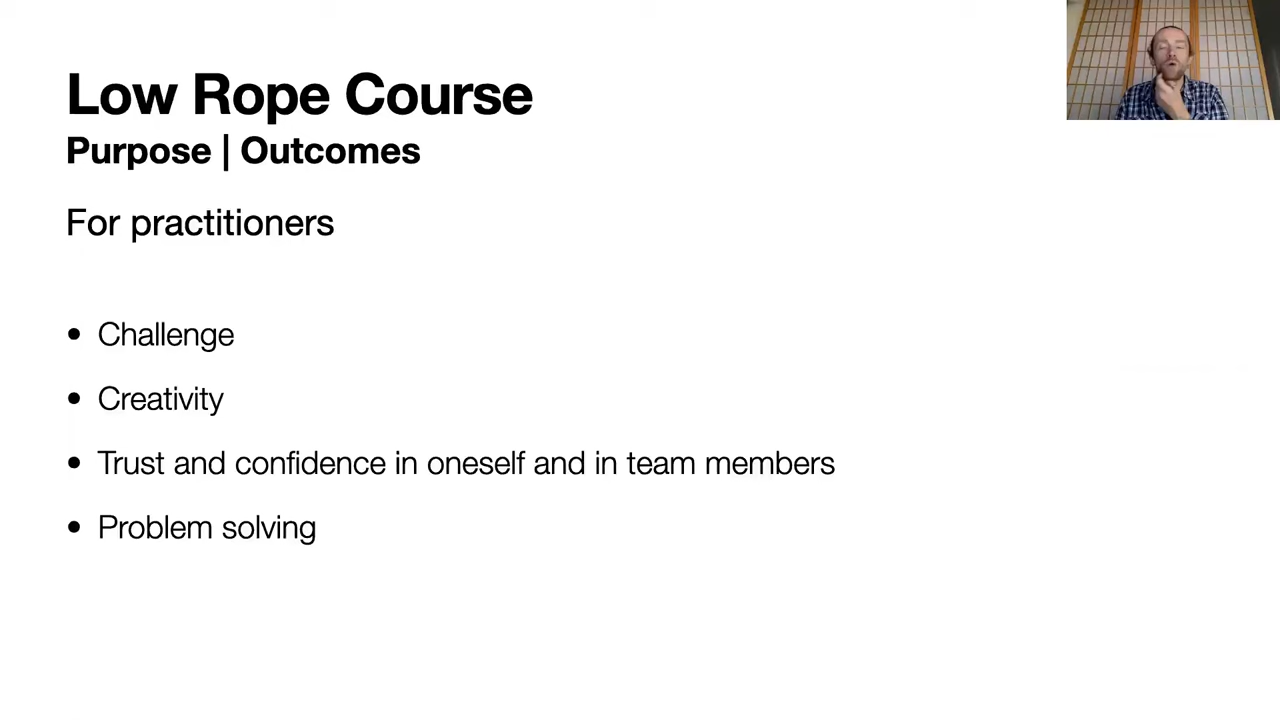 Low Rope Course
Purpose | Outcomes
For practitioners
• Challenge
• Creativity
• Trust and confidence in oneself and in team members
• Problem solving